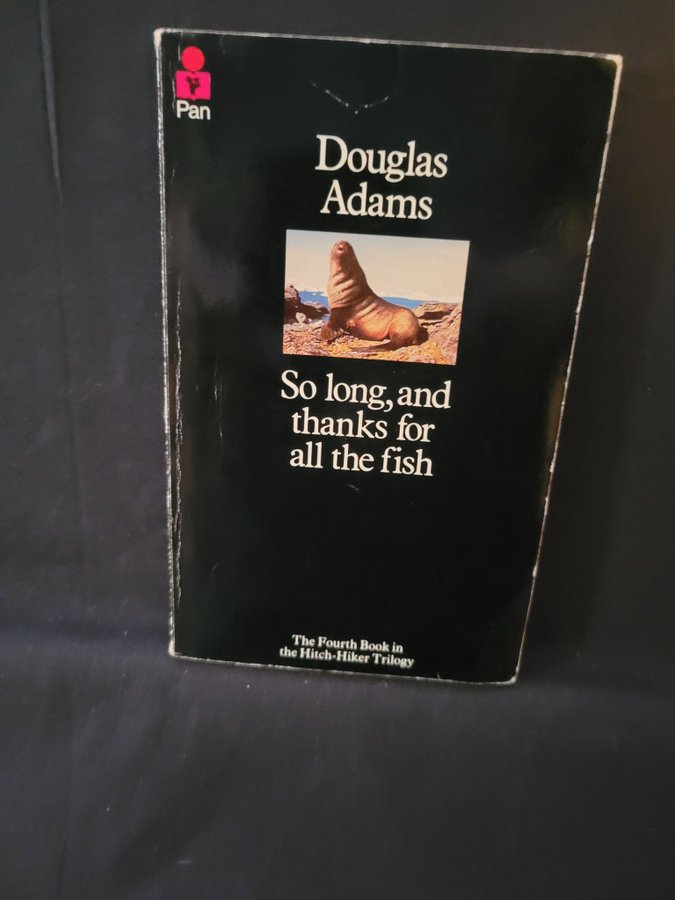 Pan
Douglas
Adams
So long, and
thanks for
all the fish
The Fourth Book in
the Hitch-Hiker Trilogy